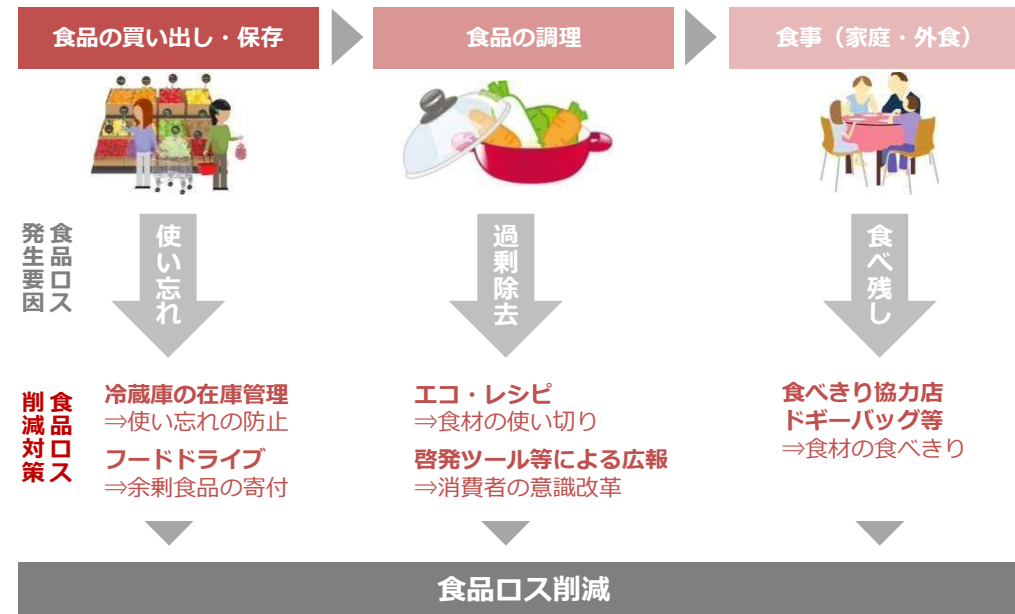 食品の買い出し・保存
食品の調理
食事（家庭・外食）
食品ロス
発生要因
使い忘れ
過剰除去
食べ残し
食品ロス
削減対策
冷蔵庫の在庫管理
⇒使い忘れの防止
フードドライブ
⇒余剰食品の寄付
エコ・レシピ
⇒食材の使い切り
啓発ツール等による広報
⇒消費者の意識改革
食べきり協力店
ドギーバッグ等
⇒食材の食べきり
食品ロス削減